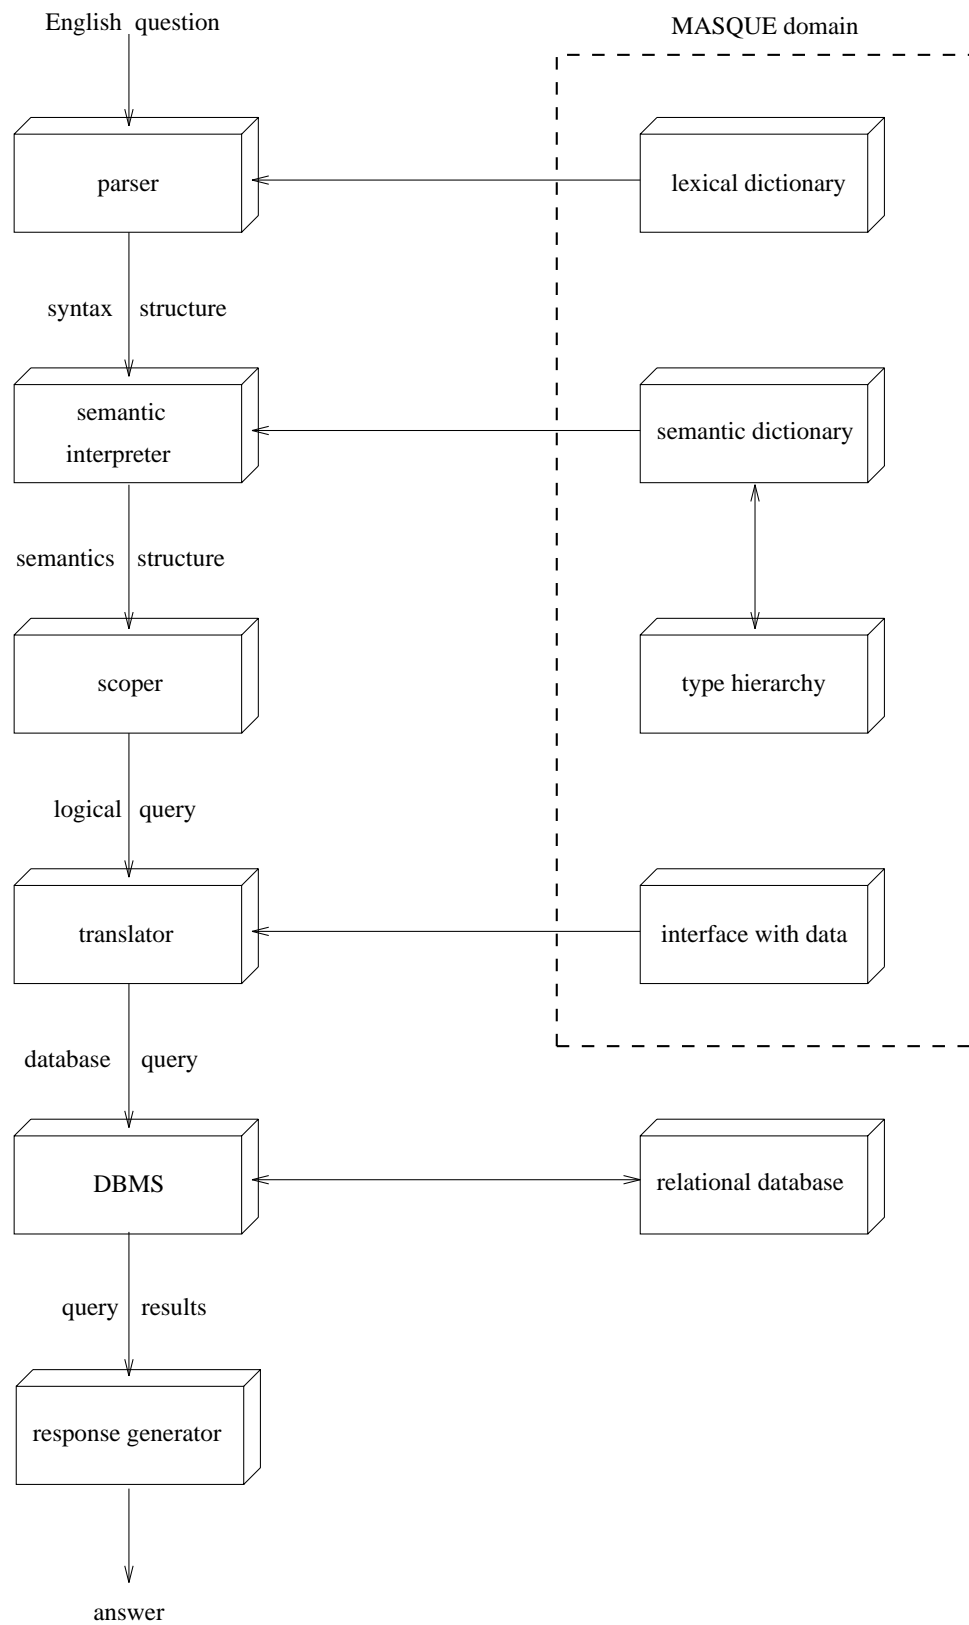 English question
MASQUE domain
parser
lexical dictionary
syntax structure
semantic
interpreter
semantic dictionary
semantics structure
scoper
type hierarchy
logical query
translator
interface with data
database query
DBMS
relational database
query results
response generator
answer